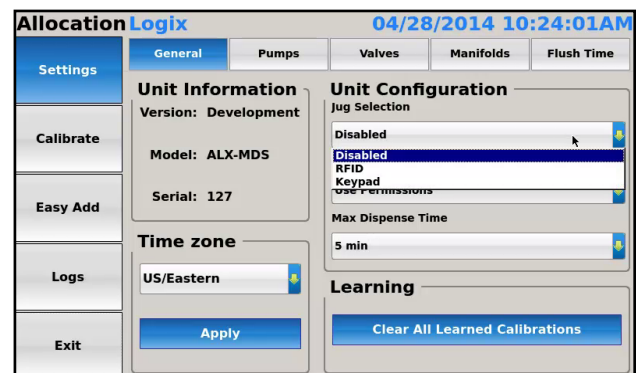 Allocation Logix 04/28/2014 10:24:01AM
Settings
Calibrate
Easy Add
Logs
Exit
General Pumps Valves Manifolds Flush Time
Unit Information
Version: Development
Model: ALX-MDS
Serial: 127
Time zone
US/Eastern
Apply
Unit Configuration
Jug Selection
Disabled
Disabled
RFID
Keypad
Use Permissions
Max Dispense Time
5 min
Learning
Clear All Learned Calibrations